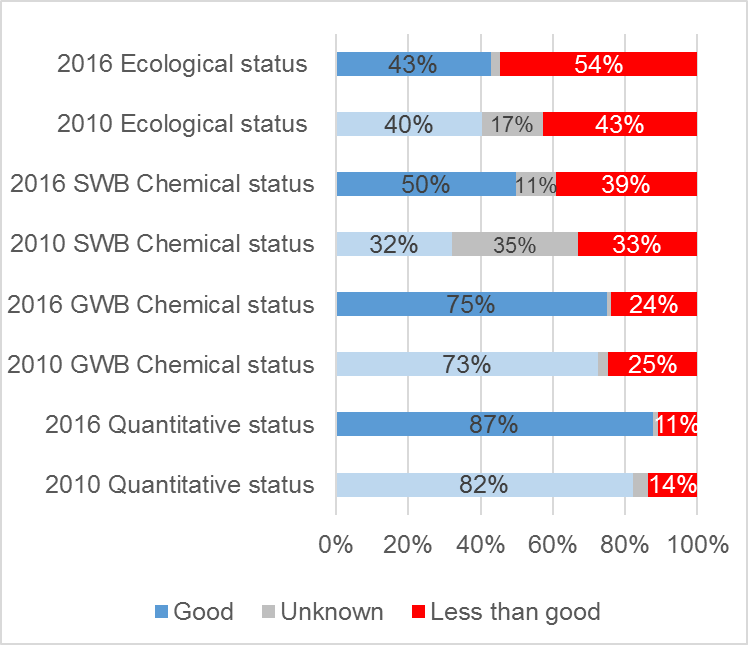 2016 Ecological status 43% 54%
2010 Ecological status 40% 17% 43%
2016 SWB Chemical status 50% 11% 39%
2010 SWB Chemical status 32% 35% 33%
2016 GWB Chemical status 75% 24%
2010 GWB Chemical status 73% 25%
2016 Quantitative status 87% 11%
2010 Quantitative status 82% 14%
0% 20% 40% 60% 80% 100%
Good Unknown Less than good